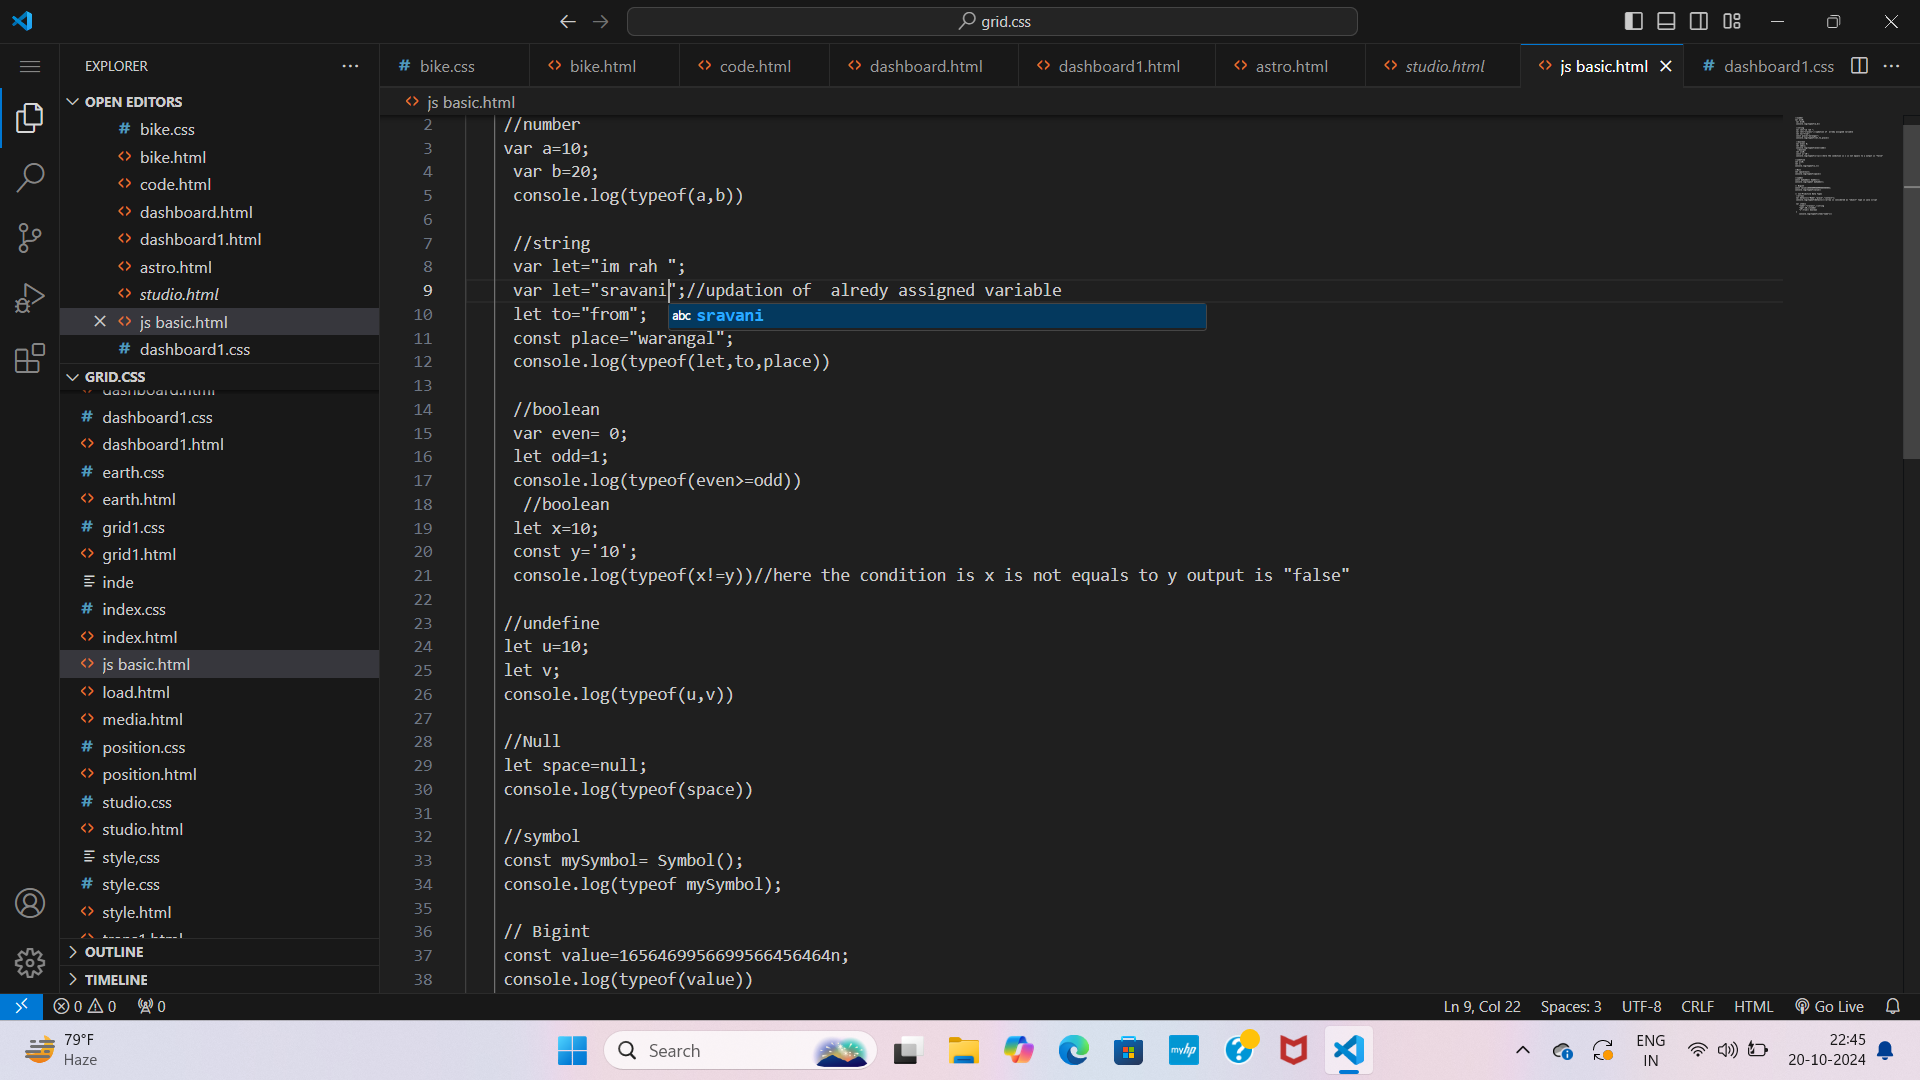 grid.css
EXPLORER
OPEN EDITORS
bike.css
bike.html
code.html
dashboard.html
dashboard1.html
astro.html
studio.html
js basic.html
dashboard1.css
GRID.CSS
dashboard.html
dashboard1.css
dashboard1.html
earth.css
earth.html
grid1.css
grid1.html
inde
index.css
index.html
js basic.html
load.html
media.html
position.css
position.html
studio.css
studio.html
style,css
style.css
style.html
OUTLINE
TIMELINE
bike.css bike.html code.html dashboard.html dashboard1.html astro.html studio.html js basic.html dashboard1.css
js basic.html
2 //number
3 var a=10;
4 var b=20;
5 console.log(typeof(a,b))
6
7 //string
8 var let="im rah ";
9 var let="sravani";//updation of  alredy assigned variable
abc sravani
10 let to="from";
11 const place="warangal";
12 console.log(typeof(let,to,place))
13
14 //boolean
15 var even= 0;
16 let odd=1;
17 console.log(typeof(even>=odd))
18 //boolean
19 let x=10;
20 const y='10';
21 console.log(typeof(x!=y))//here the condition is x is not equals to y output is "false"
22
23 //undefine
24 let u=10;
25 let v;
26 console.log(typeof(u,v))
27
28 //Null
29 let space=null;
30 console.log(typeof(space))
31
32 //symbol
33 const mySymbol= Symbol();
34 console.log(typeof mySymbol);
35
36 // Bigint
37 const value=1656469956699566456464n;
38 console.log(typeof(value))
0 0 0
Ln 9, Col 22 Spaces: 3 UTF-8 CRLF HTML Go Live
79°F
Haze
Search
myhp
ENG
IN
22:45
20-10-2024